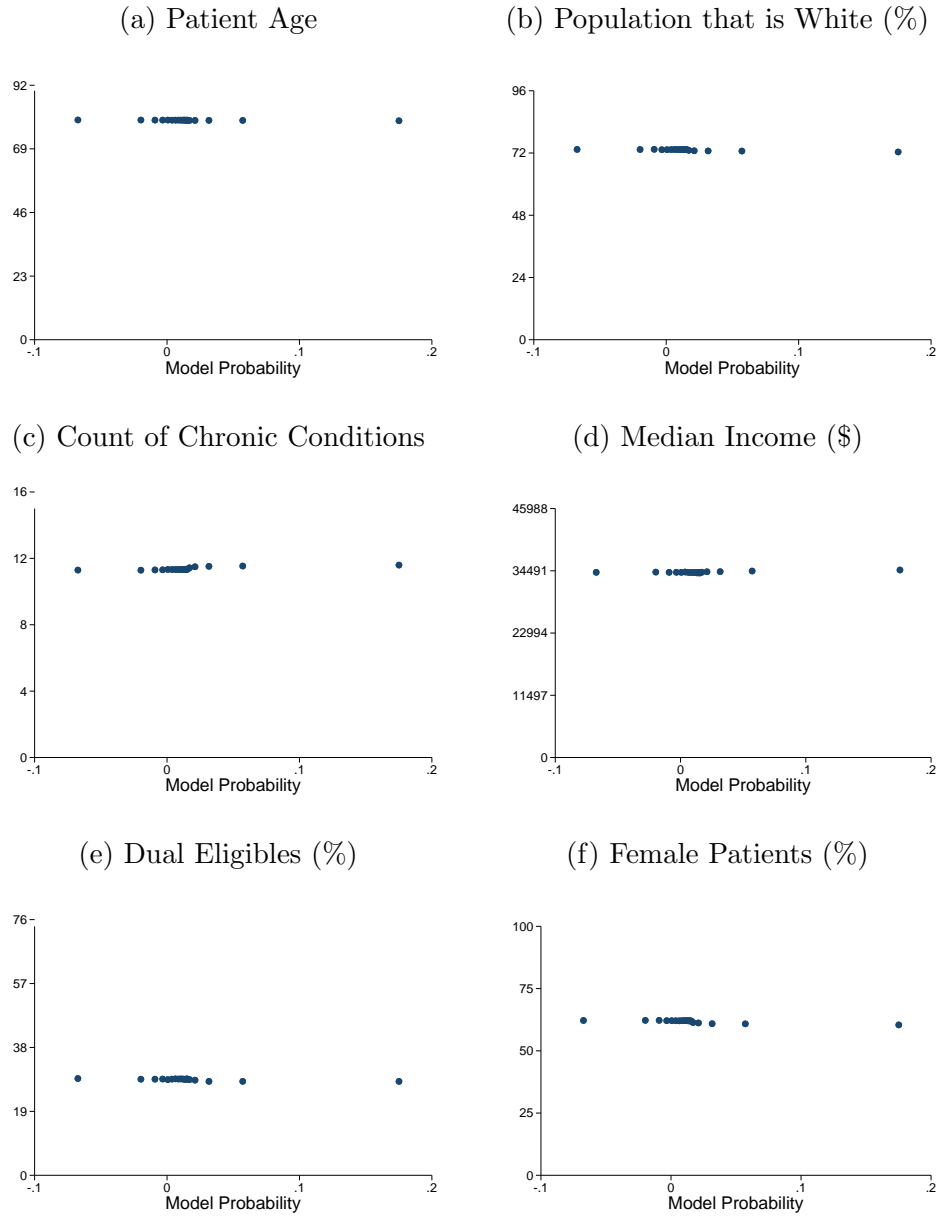 (a) Patient Age
92
69
46
23
0
-.1 0 .1 .2
Model Probability
(b) Population that is White (%)
96
72
48
24
0
-.1 0 .1 .2
Model Probability
(c) Count of Chronic Conditions
16
12
8
4
0
-.1 0 .1 .2
Model Probability
(d) Median Income ($)
45988
34491
22994
11497
0
-.1 0 .1 .2
Model Probability
(e) Dual Eligibles (%)
76
57
38
19
0
-.1 0 .1 .2
Model Probability
(f) Female Patients (%)
100
75
50
25
0
-.1 0 .1 .2
Model Probability